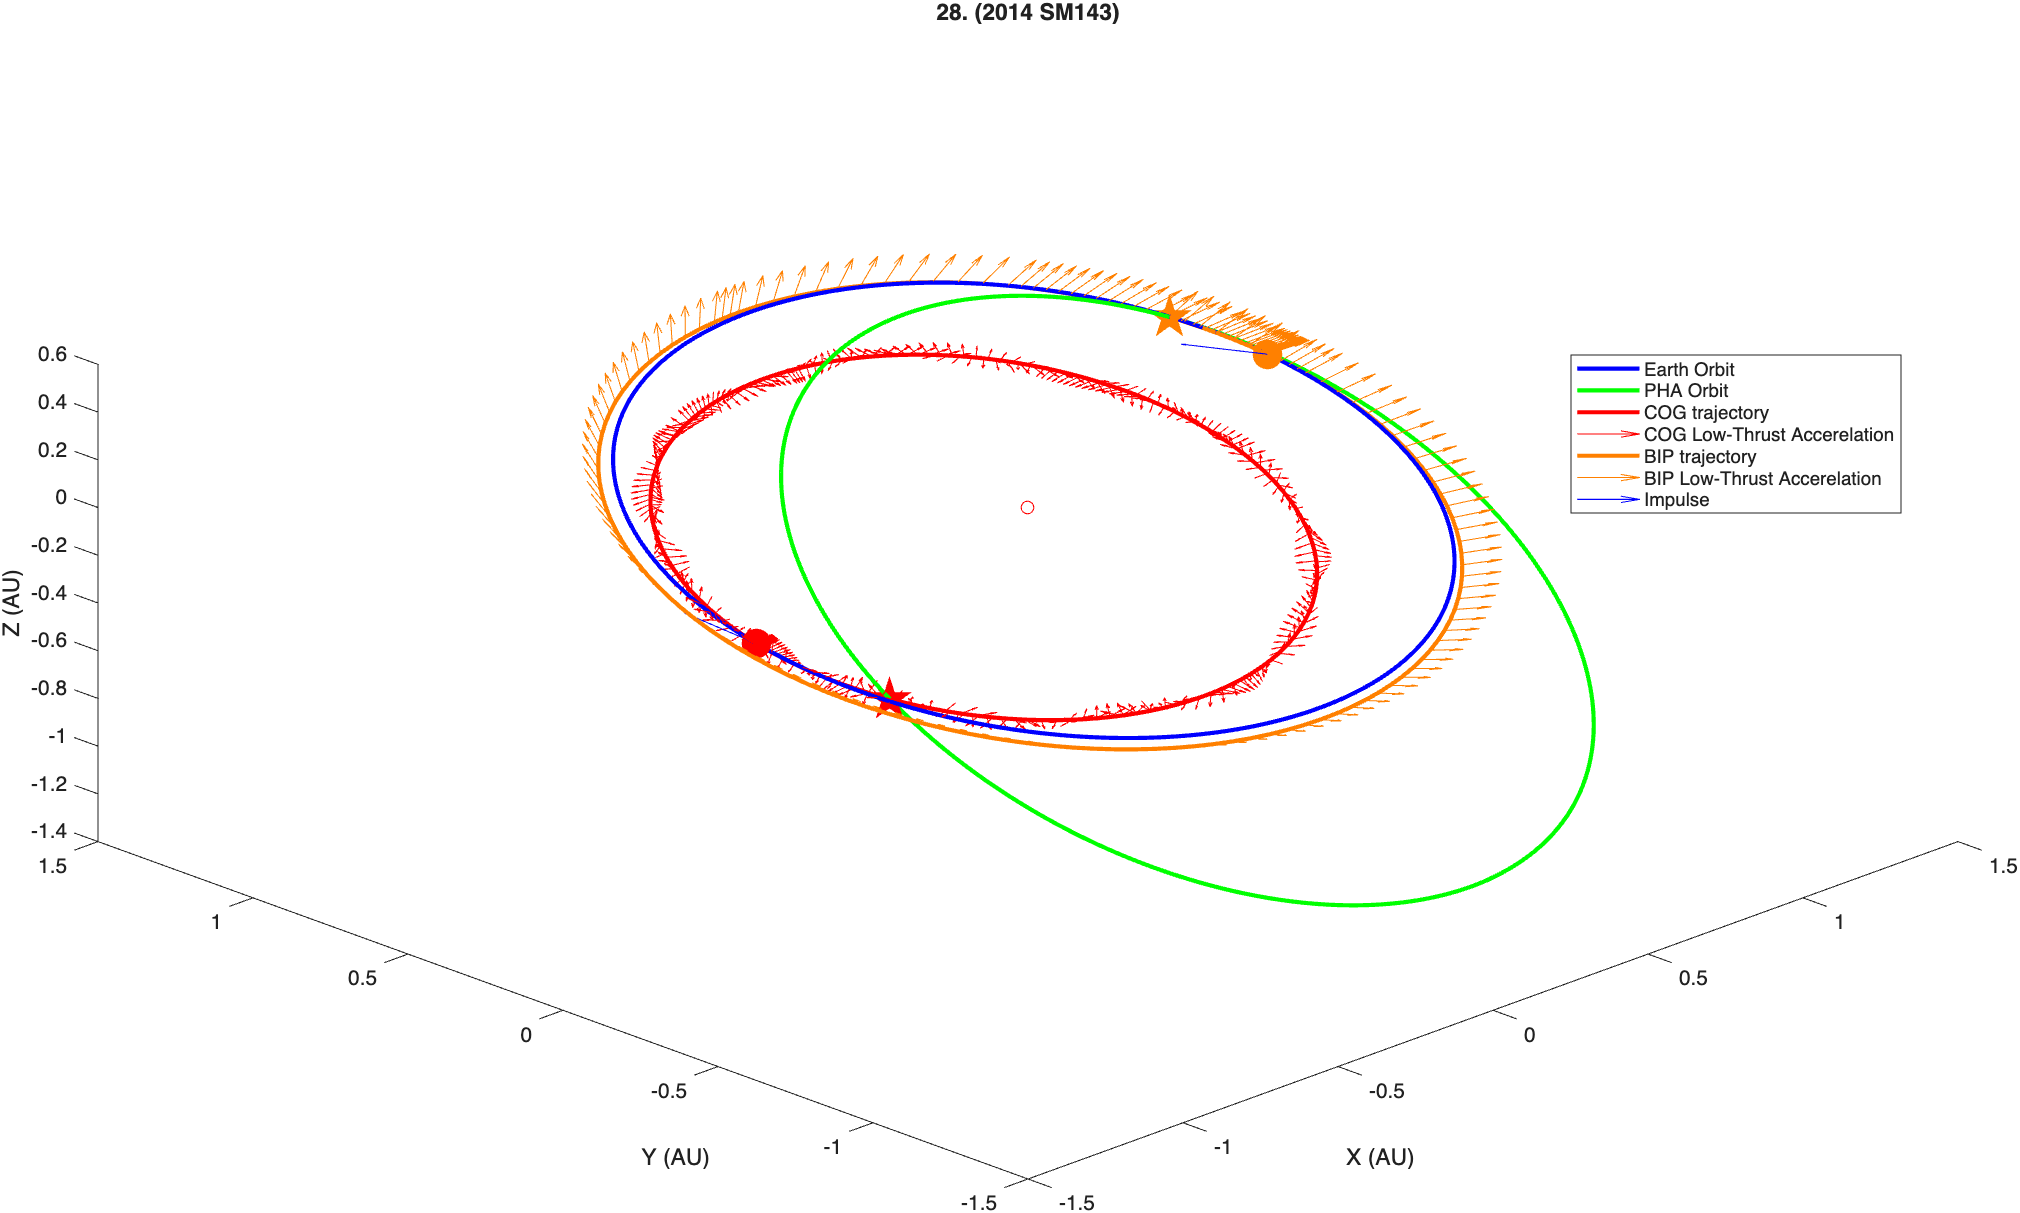 28. (2014 SM143)
0.6
0.4
0.2
0
-0.2
-0.4
-0.6
-0.8
-1
-1.2
-1.4
Z (AU)
1.5
1
0.5
0
-0.5
-1
-1.5
Y (AU)
-1.5
-1
-0.5
0
0.5
1
1.5
X (AU)
Earth Orbit
PHA Orbit
COG trajectory
COG Low-Thrust Accerelation
BIP trajectory
BIP Low-Thrust Accerelation
Impulse